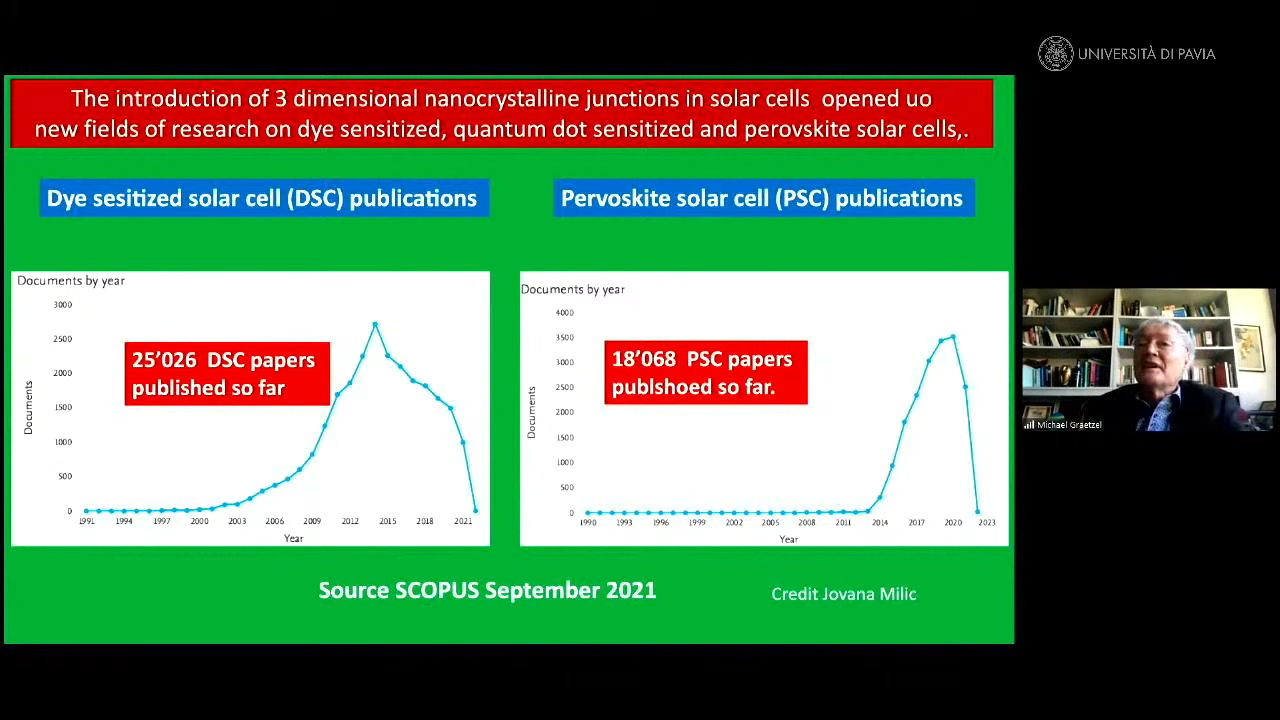 UNIVERSITÀ DI PAVIA
The introduction of 3 dimensional nanocrystalline junctions in solar cells opened uo
new fields of research on dye sensitized, quantum dot sensitized and perovskite solar cells,.
Dye sesitized solar cell (DSC) publications
Pervoskite solar cell (PSC) publications
Documents by year
3000
2500
2000
1500
1000
500
0
Documents
25’026 DSC papers
published so far
1991
1994
1997
2000
2003
2006
2009
2012
2015
2018
2021
Year
Documents by year
4000
3500
3000
2500
2000
1500
1000
500
0
Documents
18’068 PSC papers
publshoed so far.
1990
1993
1996
1999
2002
2005
2008
2011
2014
2017
2020
2023
Year
Michael Graetzel
Source SCOPUS September 2021
Credit Jovana Milic